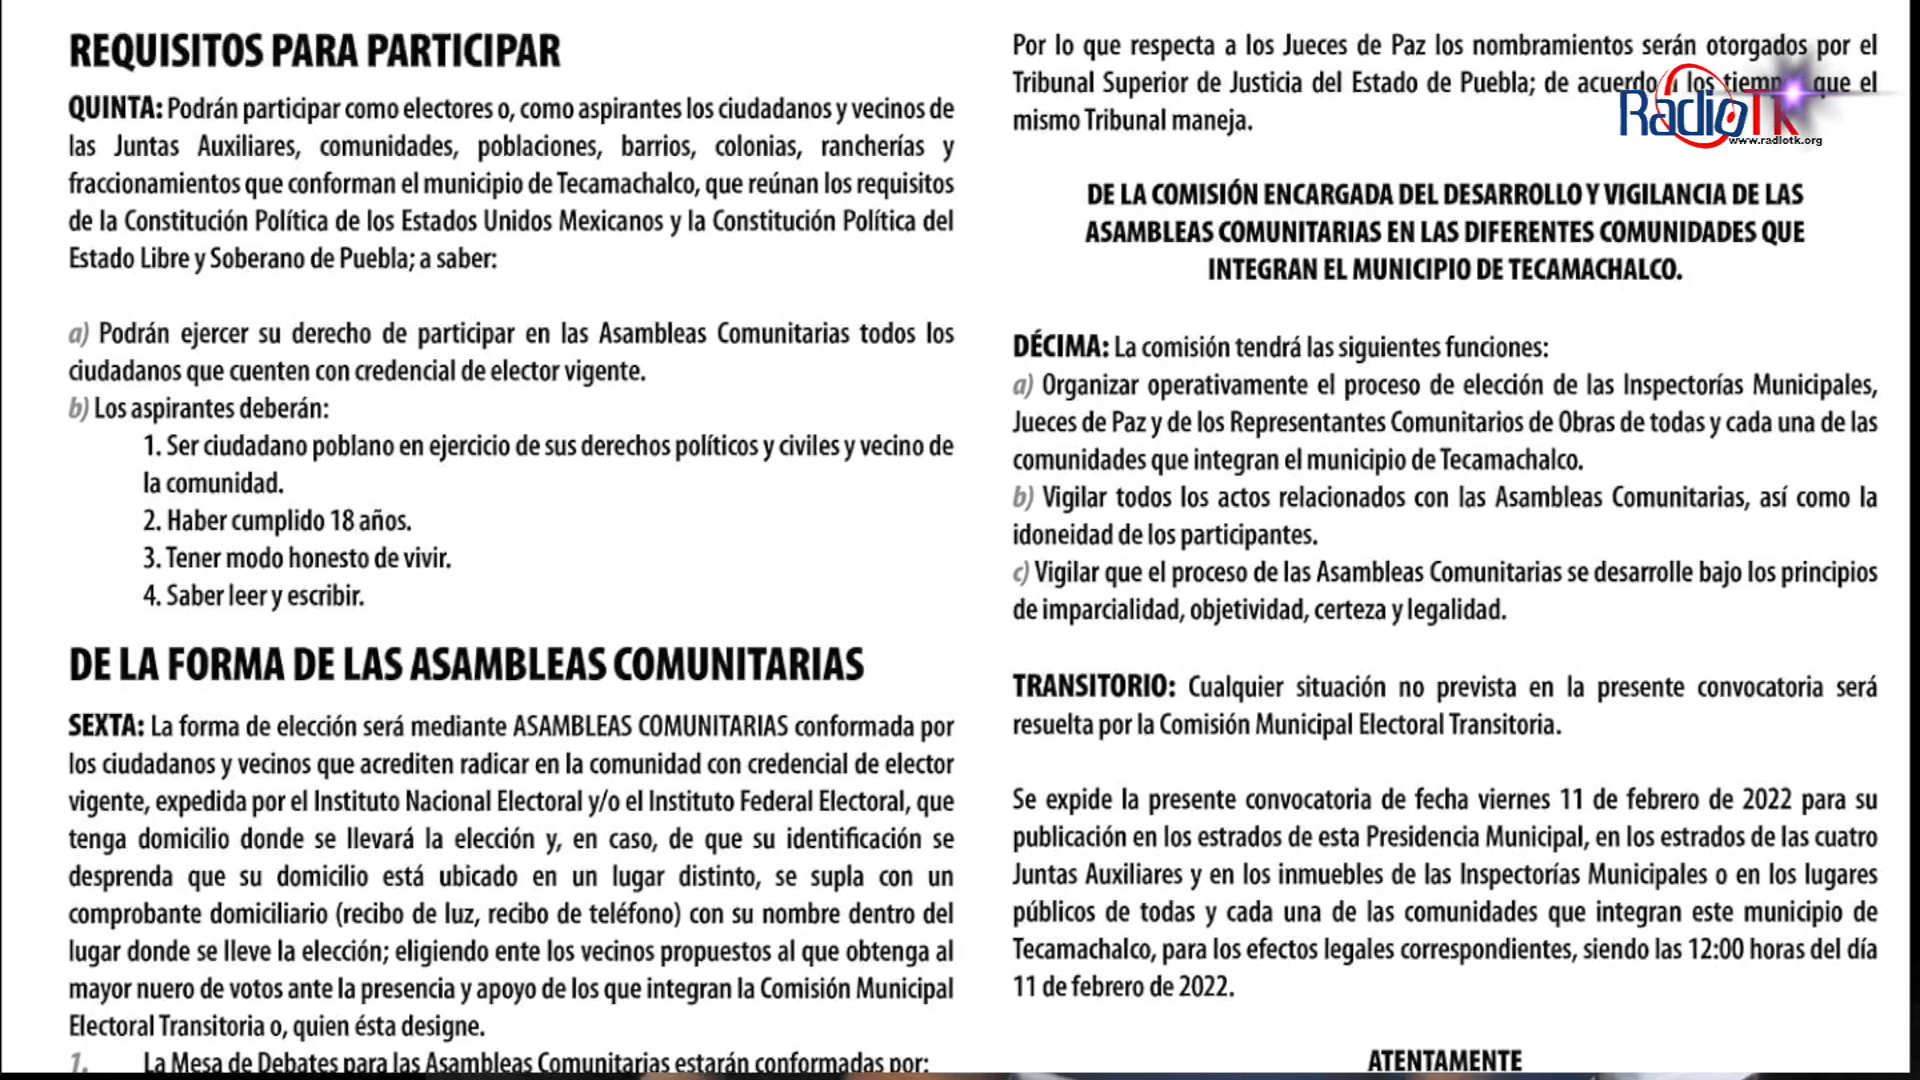 REQUISITOS PARA PARTICIPAR
QUINTA: Podrán participar como electores o, como aspirantes los ciudadanos y vecinos de
las Juntas Auxiliares, comunidades, poblaciones, barrios, colonias, rancherías y
fraccionamientos que conforman el municipio de Tecamachalco, que reúnan los requisitos
de la Constitución Política de los Estados Unidos Mexicanos y la Constitución Política del
Estado Libre y Soberano de Puebla; a saber:
a) Podrán ejercer su derecho de participar en las Asambleas Comunitarias todos los
ciudadanos que cuenten con credencial de elector vigente.
b) Los aspirantes deberán:
1. Ser ciudadano poblano en ejercicio de sus derechos políticos y civiles y vecino de
la comunidad.
2. Haber cumplido 18 años.
3. Tener modo honesto de vivir.
4. Saber leer y escribir.
DE LA FORMA DE LAS ASAMBLEAS COMUNITARIAS
SEXTA: La forma de elección será mediante ASAMBLEAS COMUNITARIAS conformada por
los ciudadanos y vecinos que acrediten radicar en la comunidad con credencial de elector
vigente, expedida por el Instituto Nacional Electoral y/o el Instituto Federal Electoral, que
tenga domicilio donde se llevará la elección y, en caso, de que su identificación se
desprenda que su domicilio está ubicado en un lugar distinto, se supla con un
comprobante domiciliario (recibo de luz, recibo de teléfono) con su nombre dentro del
lugar donde se lleve la elección; eligiendo ente los vecinos propuestos al que obtenga al
mayor nuero de votos ante la presencia y apoyo de los que integran la Comisión Municipal
Electoral Transitoria o, quien ésta designe.
1. La Mesa de Debates para las Asambleas Comunitarias estarán conformadas por:
Por lo que respecta a los Jueces de Paz los nombramientos serán otorgados por el
Tribunal Superior de Justicia del Estado de Puebla; de acuerdo a los que el
mismo Tribunal maneja.
RadioTK
www.radiotk.org
DE LA COMISIÓN ENCARGADA DEL DESARROLLO Y VIGILANCIA DE LAS
ASAMBLEAS COMUNITARIAS EN LAS DIFERENTES COMUNIDADES QUE
INTEGRAN EL MUNICIPIO DE TECAMACHALCO.
DÉCIMA: La comisión tendrá las siguientes funciones:
a) Organizar operativamente el proceso de elección de las Inspectorías Municipales,
Jueces de Paz y de los Representantes Comunitarios de Obras de todas y cada una de las
comunidades que integran el municipio de Tecamachalco.
b) Vigilar todos los actos relacionados con las Asambleas Comunitarias, así como la
idoneidad de los participantes.
c) Vigilar que el proceso de las Asambleas Comunitarias se desarrolle bajo los principios
de imparcialidad, objetividad, certeza y legalidad.
TRANSITORIO: Cualquier situación no prevista en la presente convocatoria será
resuelta por la Comisión Municipal Electoral Transitoria.
Se expide la presente convocatoria de fecha viernes 11 de febrero de 2022 para su
publicación en los estrados de esta Presidencia Municipal, en los estrados de las cuatro
Juntas Auxiliares y en los inmuebles de las Inspectorías Municipales o en los lugares
públicos de todas y cada una de las comunidades que integran este municipio de
Tecamachalco, para los efectos legales correspondientes, siendo las 12:00 horas del día
11 de febrero de 2022.
ATENTAMENTE